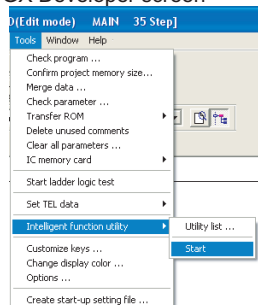 GX Developer screen
(Edit mode) MAIN 35 Step]
Tools Window Help
Check program ...
Confirm project memory size...
Merge data ...
Check parameter ...
Transfer ROM
Delete unused comments
Clear all parameters ...
IC memory card
Start ladder logic test
Set TEL data
Intelligent function utility
Utility list ...
Start
Customize keys ...
Change display color ...
Options ...
Create start-up setting file ...